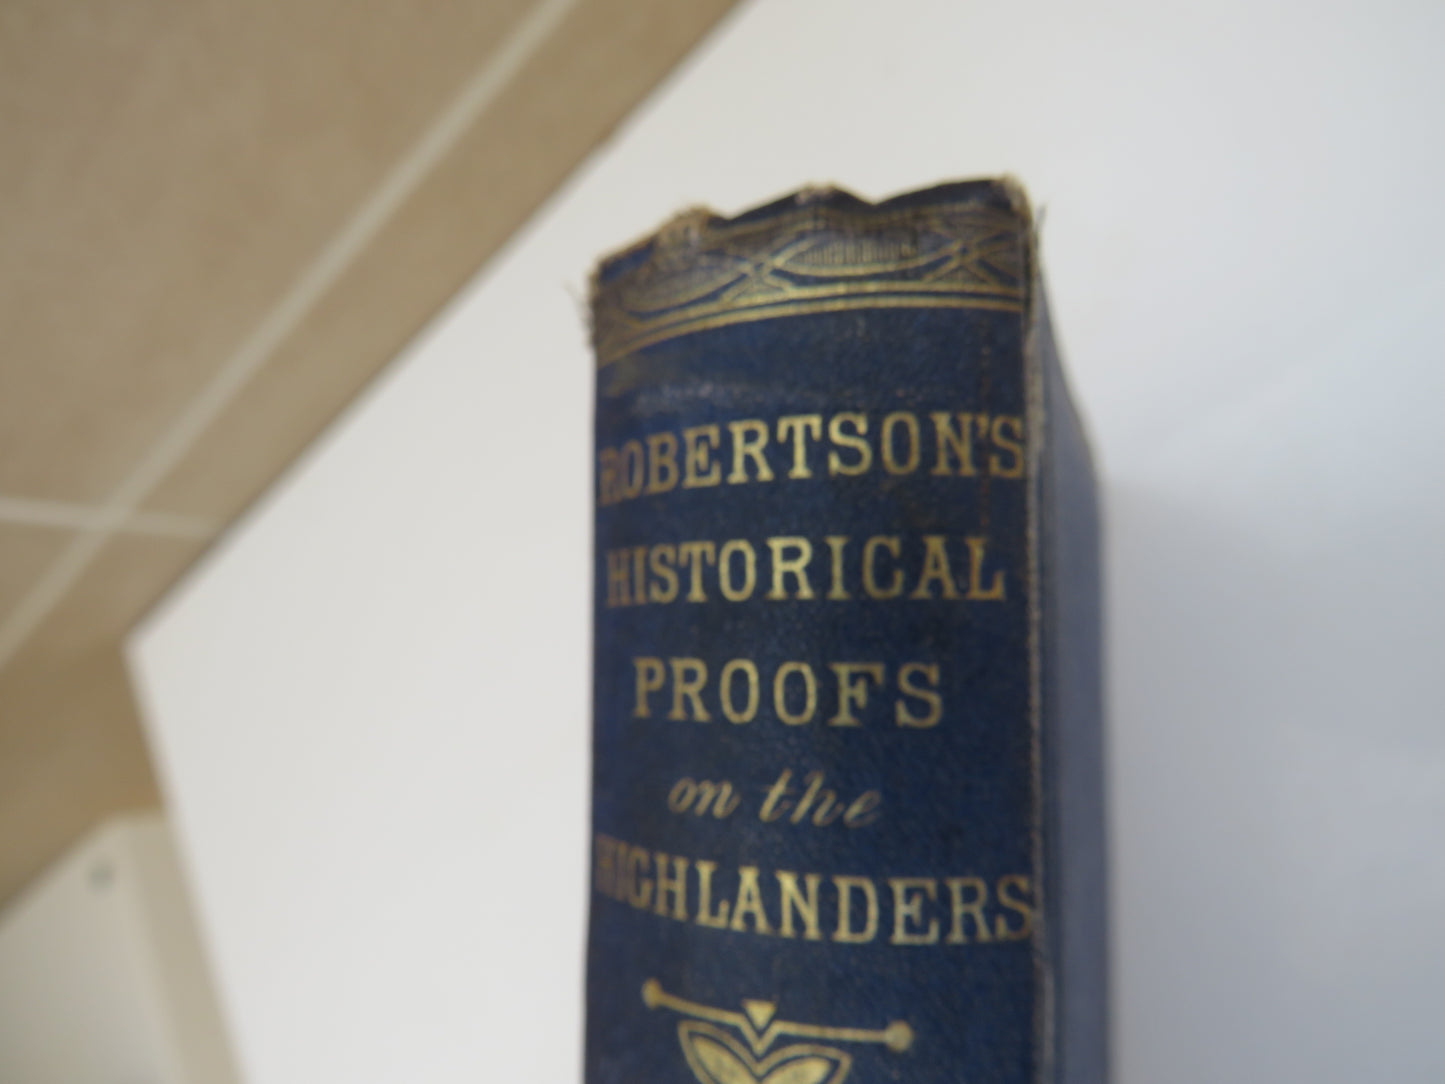 ROBERTSON'S
HISTORICAL
PROOFS
on the
HIGHLANDERS